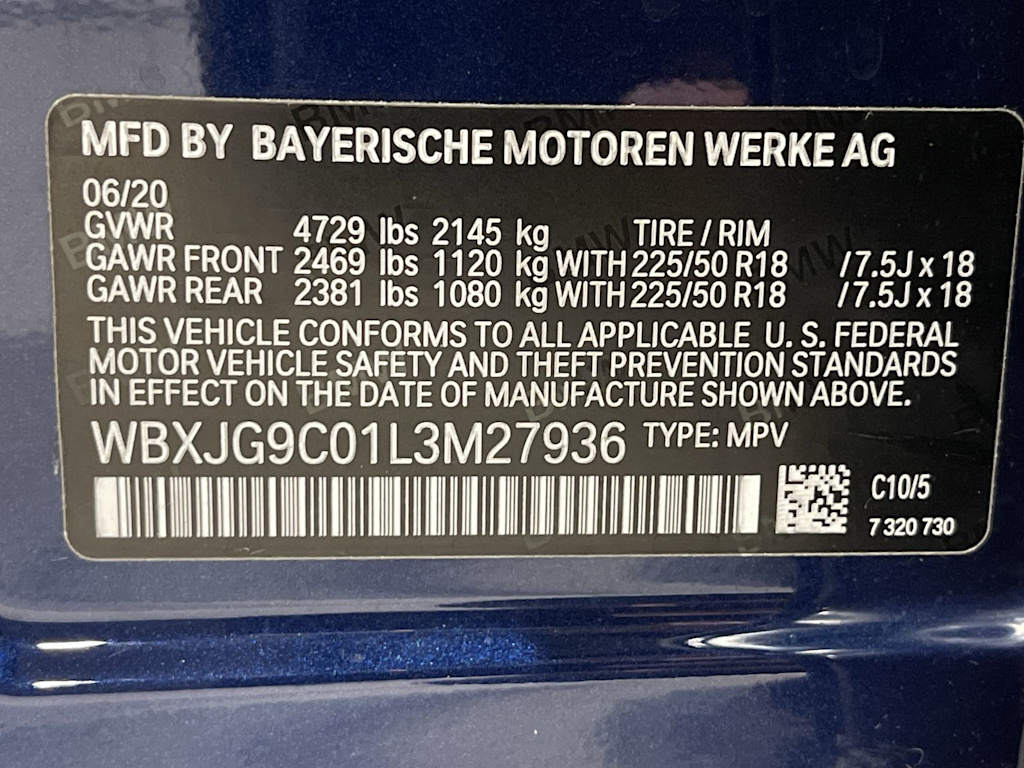 MFD BY BAYERISCHE MOTOREN WERKE AG
06/20
GVWR 4729 lbs 2145 kg TIRE / RIM
GAWR FRONT 2469 lbs 1120 kg WITH 225/50 R18 /7.5J x 18
GAWR REAR 2381 lbs 1080 kg WITH 225/50 R18 /7.5J x 18
THIS VEHICLE CONFORMS TO ALL APPLICABLE U. S. FEDERAL
MOTOR VEHICLE SAFETY AND THEFT PREVENTION STANDARDS
IN EFFECT ON THE DATE OF MANUFACTURE SHOWN ABOVE.
WBXJG9C01L3M27936 TYPE: MPV
C10/5
7 320 730